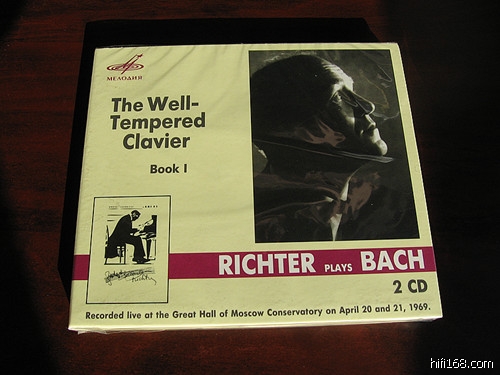 МЕЛОДИЯ
The Well-
Tempered
Clavier
Book I
RICHTER PLAYS BACH
2 CD
Recorded live at the Great Hall of Moscow Conservatory on April 20 and 21, 1969.
hifi168.com